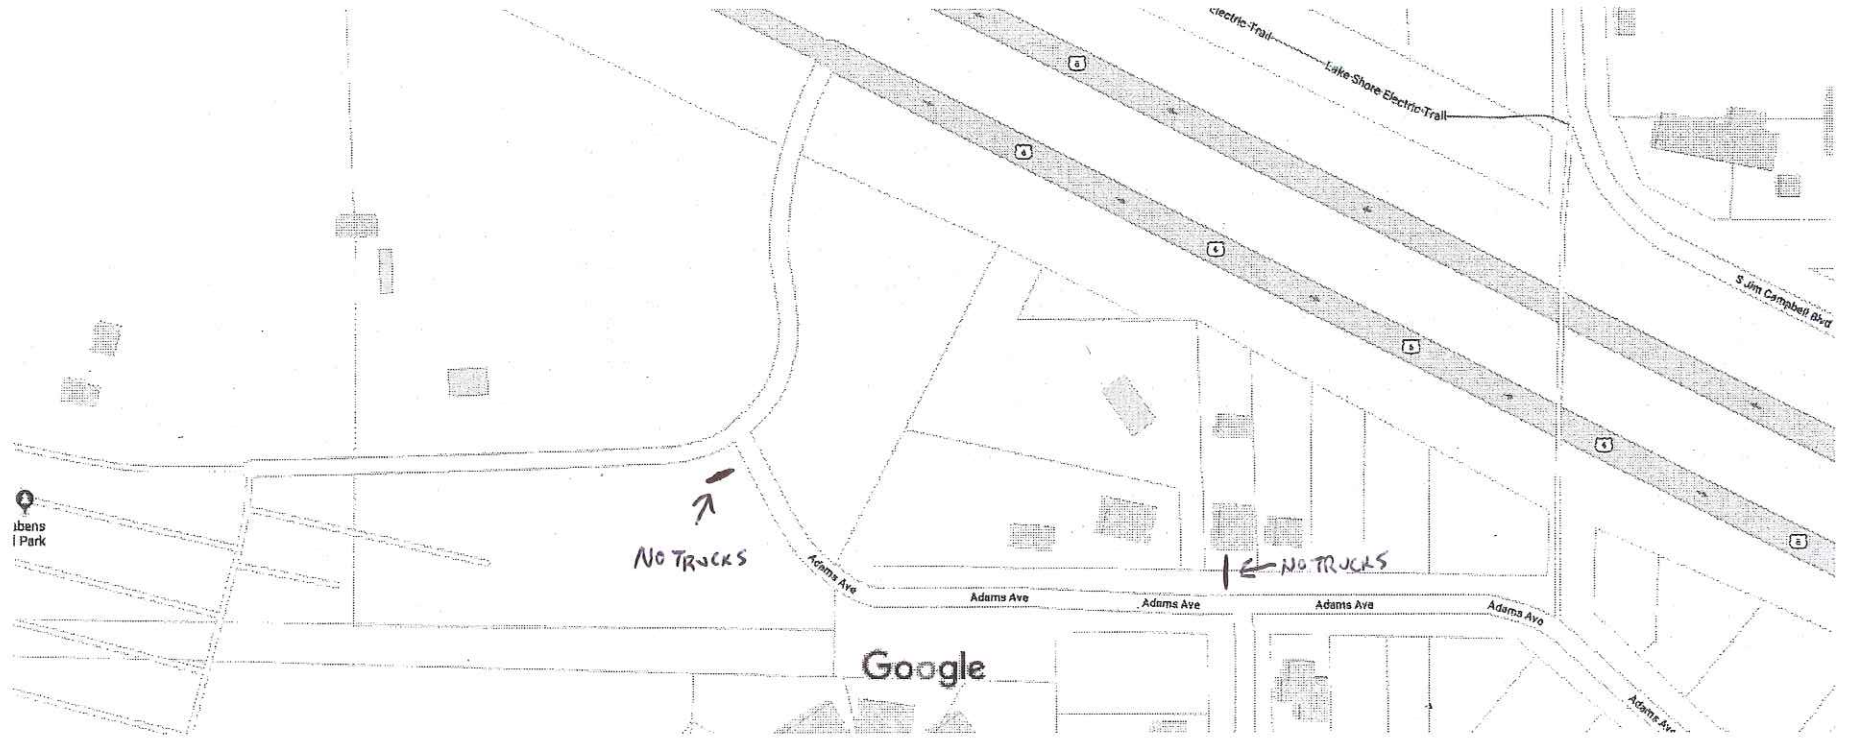 Electric-Trail
Lake-Shore Electric-Trail
6
6
6
6
6
6
S Jim Campbell Blvd
ibens
l Park
NO TRUCKS
Adams Ave
NO TRUCKS
Adams Ave
Adams Ave
Adams Ave
Adams Ave
Adams Ave
Google